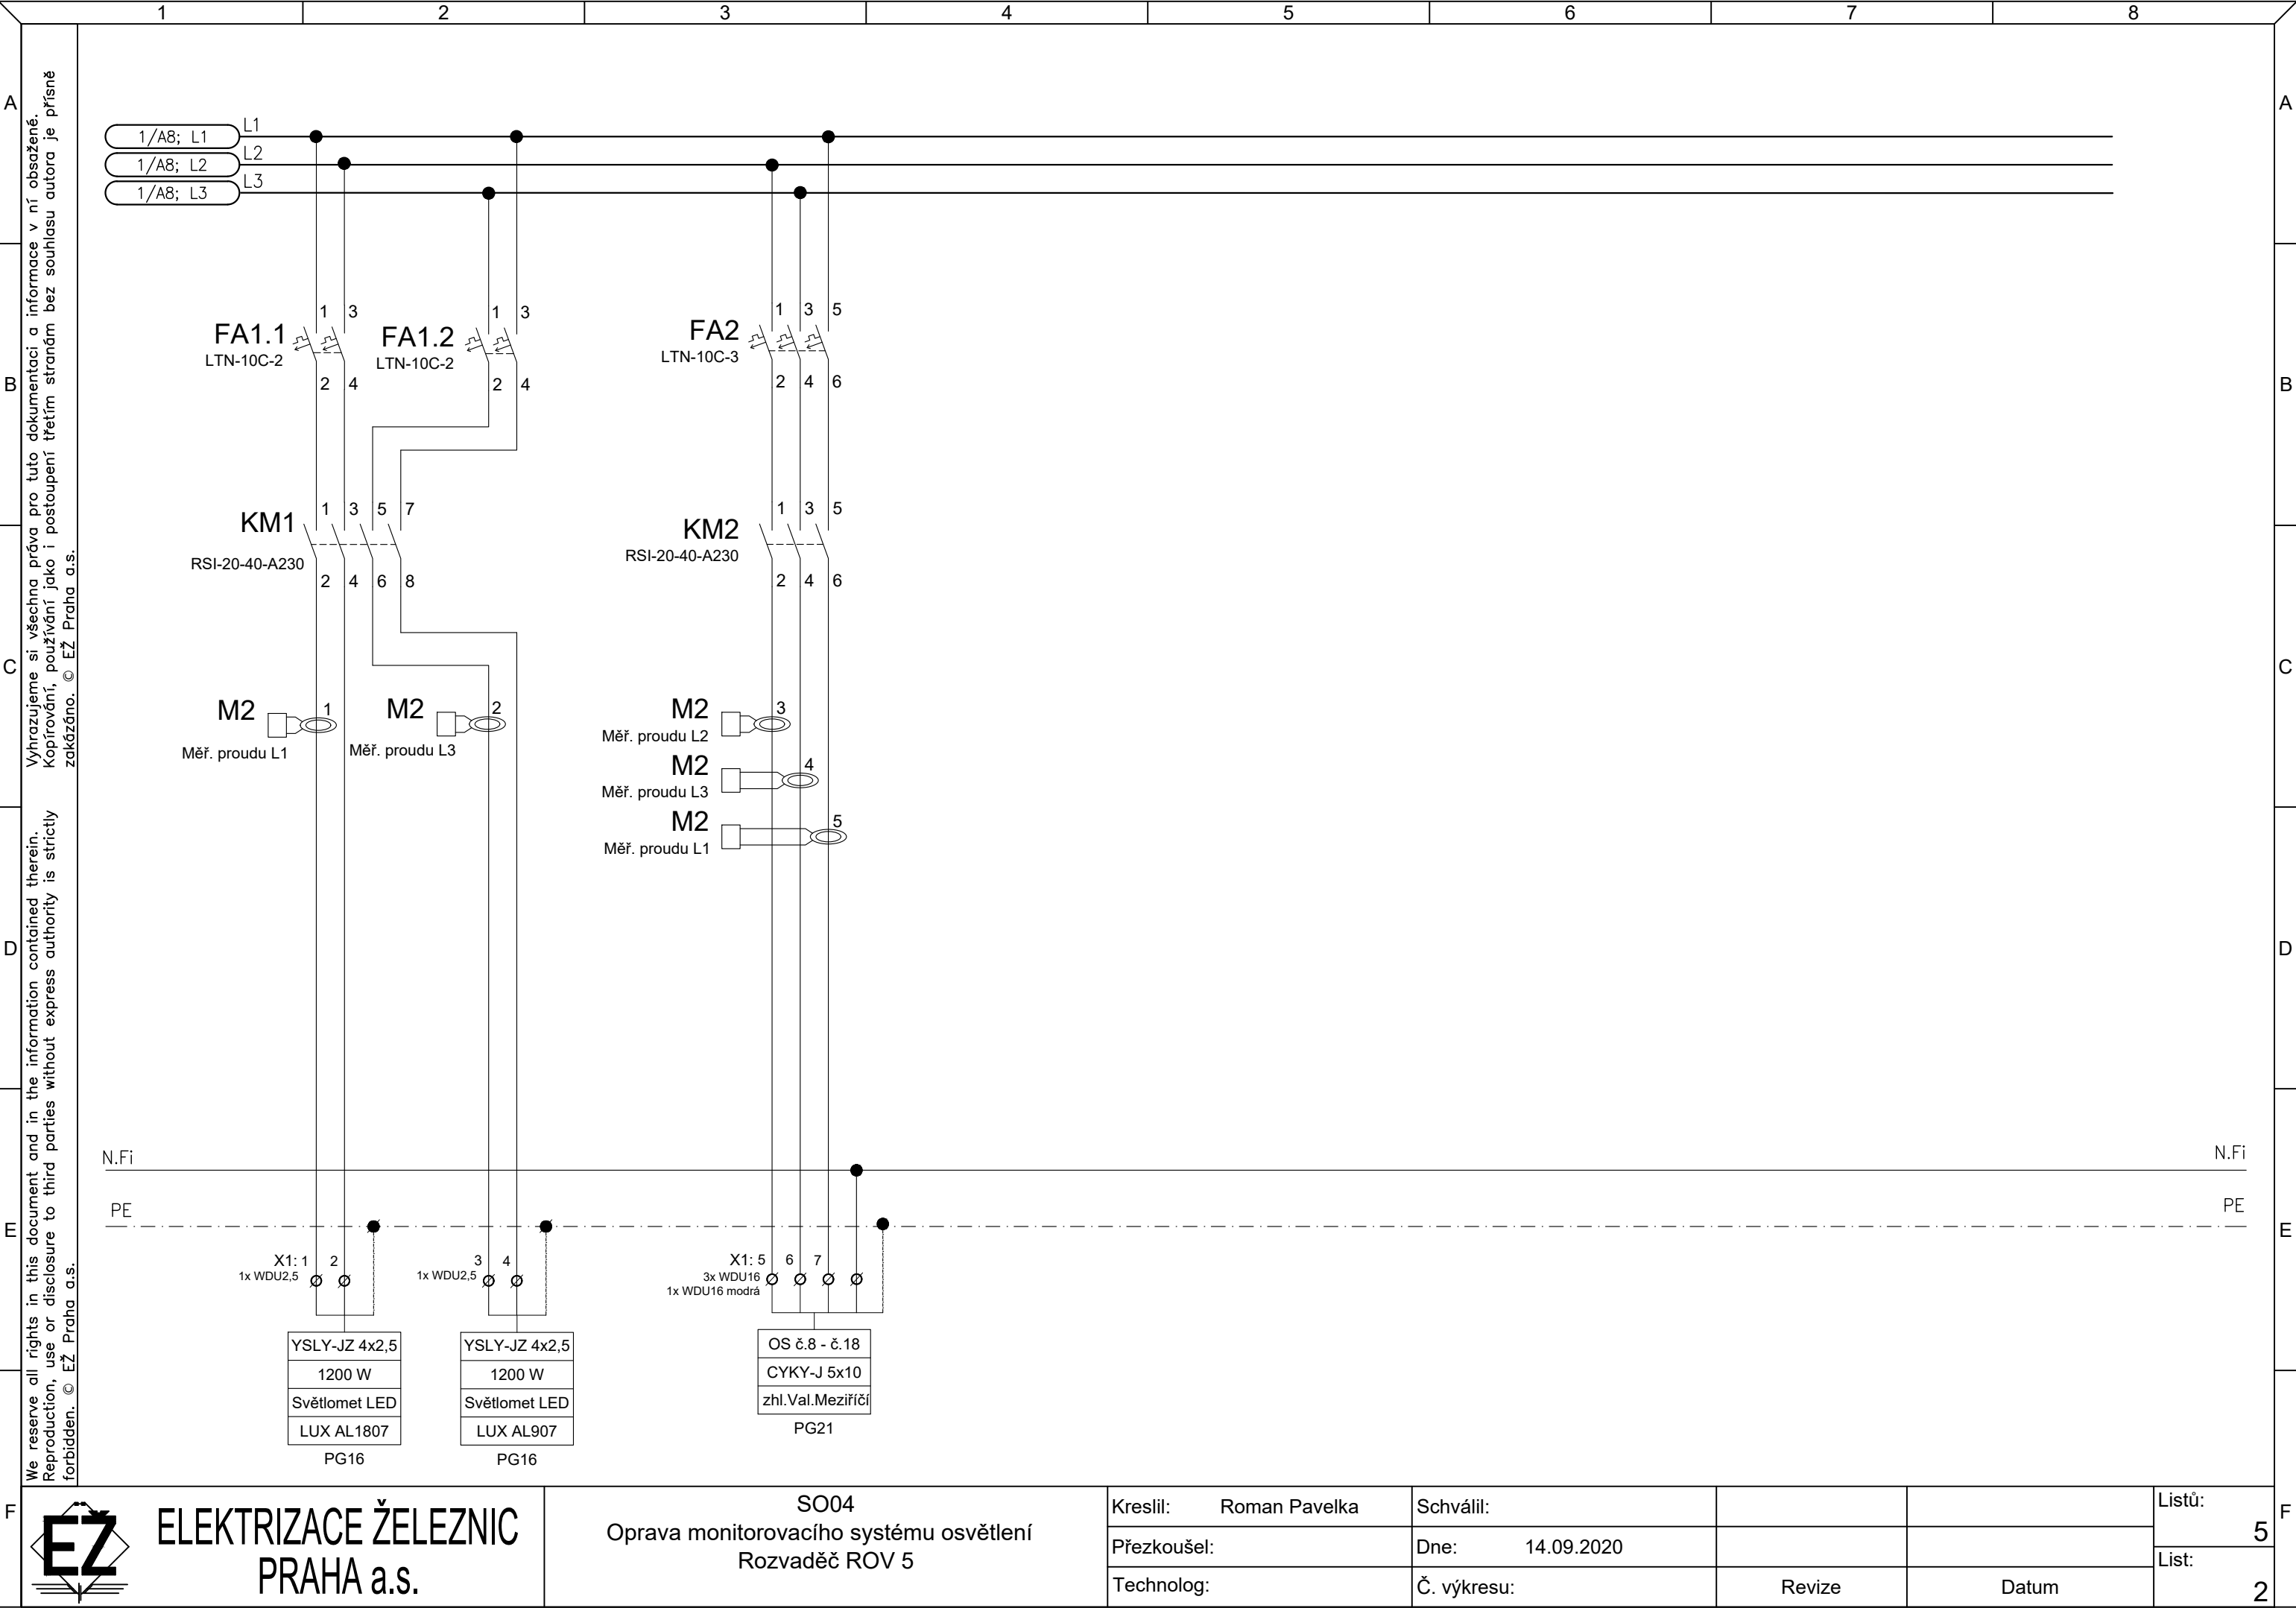 1 2 3 4 5 6 7 8
A A
B B
C C
D D
E E
F F
Vyhrazujeme si všechna práva pro tuto dokumentaci a informace v ní obsažené.
Kopírování, používání jako i postoupení třetím stranám bez souhlasu autora je přísně
zakázáno. © EŽ Praha a.s.
We reserve all rights in this document and in the information contained therein.
Reproduction, use or disclosure to third parties without express authority is strictly
forbidden. © EŽ Praha a.s.
1/A8; L1 L1
1/A8; L2 L2
1/A8; L3 L3
1 3
FA1.1
LTN-10C-2
2 4
1 3
FA1.2
LTN-10C-2
2 4
1 3 5
FA2
LTN-10C-3
2 4 6
1 3 5 7
KM1
RSI-20-40-A230
2 4 6 8
1 3 5
KM2
RSI-20-40-A230
2 4 6
M2 1
Měř. proudu L1
M2 2
Měř. proudu L3
M2 3
Měř. proudu L2
M2 4
Měř. proudu L3
M2 5
Měř. proudu L1
N.Fi N.Fi
PE PE
X1: 1 2
1x WDU2,5
3 4
1x WDU2,5
X1: 5 6 7
3x WDU16
1x WDU16 modrá
YSLY-JZ 4x2,5
1200 W
Světlomet LED
LUX AL1807
PG16
YSLY-JZ 4x2,5
1200 W
Světlomet LED
LUX AL907
PG16
OS č.8 - č.18
CYKY-J 5x10
zhl.Val.Meziříčí
PG21
EŽ
ELEKTRIZACE ŽELEZNIC
PRAHA a.s.
SO04
Oprava monitorovacího systému osvětlení
Rozvaděč ROV 5
Kreslil: Roman Pavelka
Přezkoušel:
Technolog:
Schválil:
Dne: 14.09.2020
Č. výkresu:
Revize
Datum
Listů:
5
List:
2